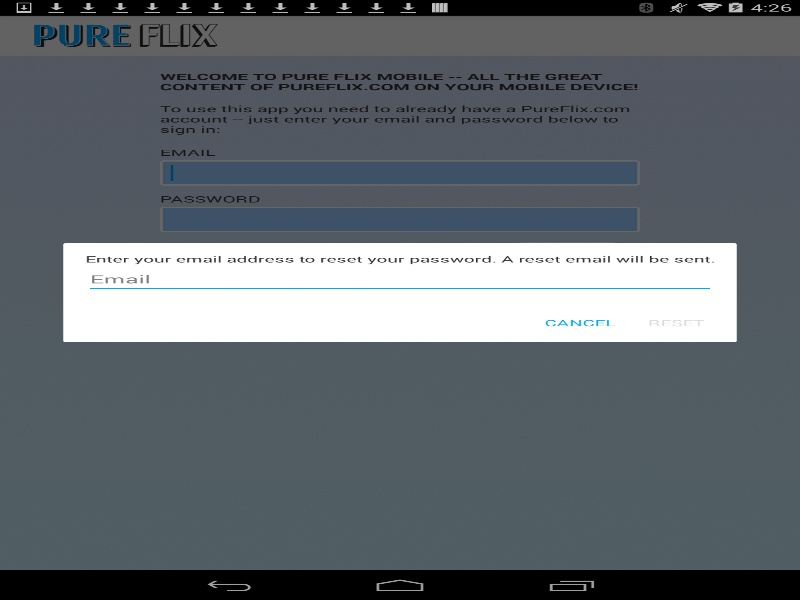 4:26
PURE FLIX
WELCOME TO PURE FLIX MOBILE -- ALL THE GREAT
CONTENT OF PUREFLIX.COM ON YOUR MOBILE DEVICE!
To use this app you need to already have a PureFlix.com
account -- just enter your email and password below to
sign in:
EMAIL
PASSWORD
Enter your email address to reset your password. A reset email will be sent.
Email
CANCEL
RESET